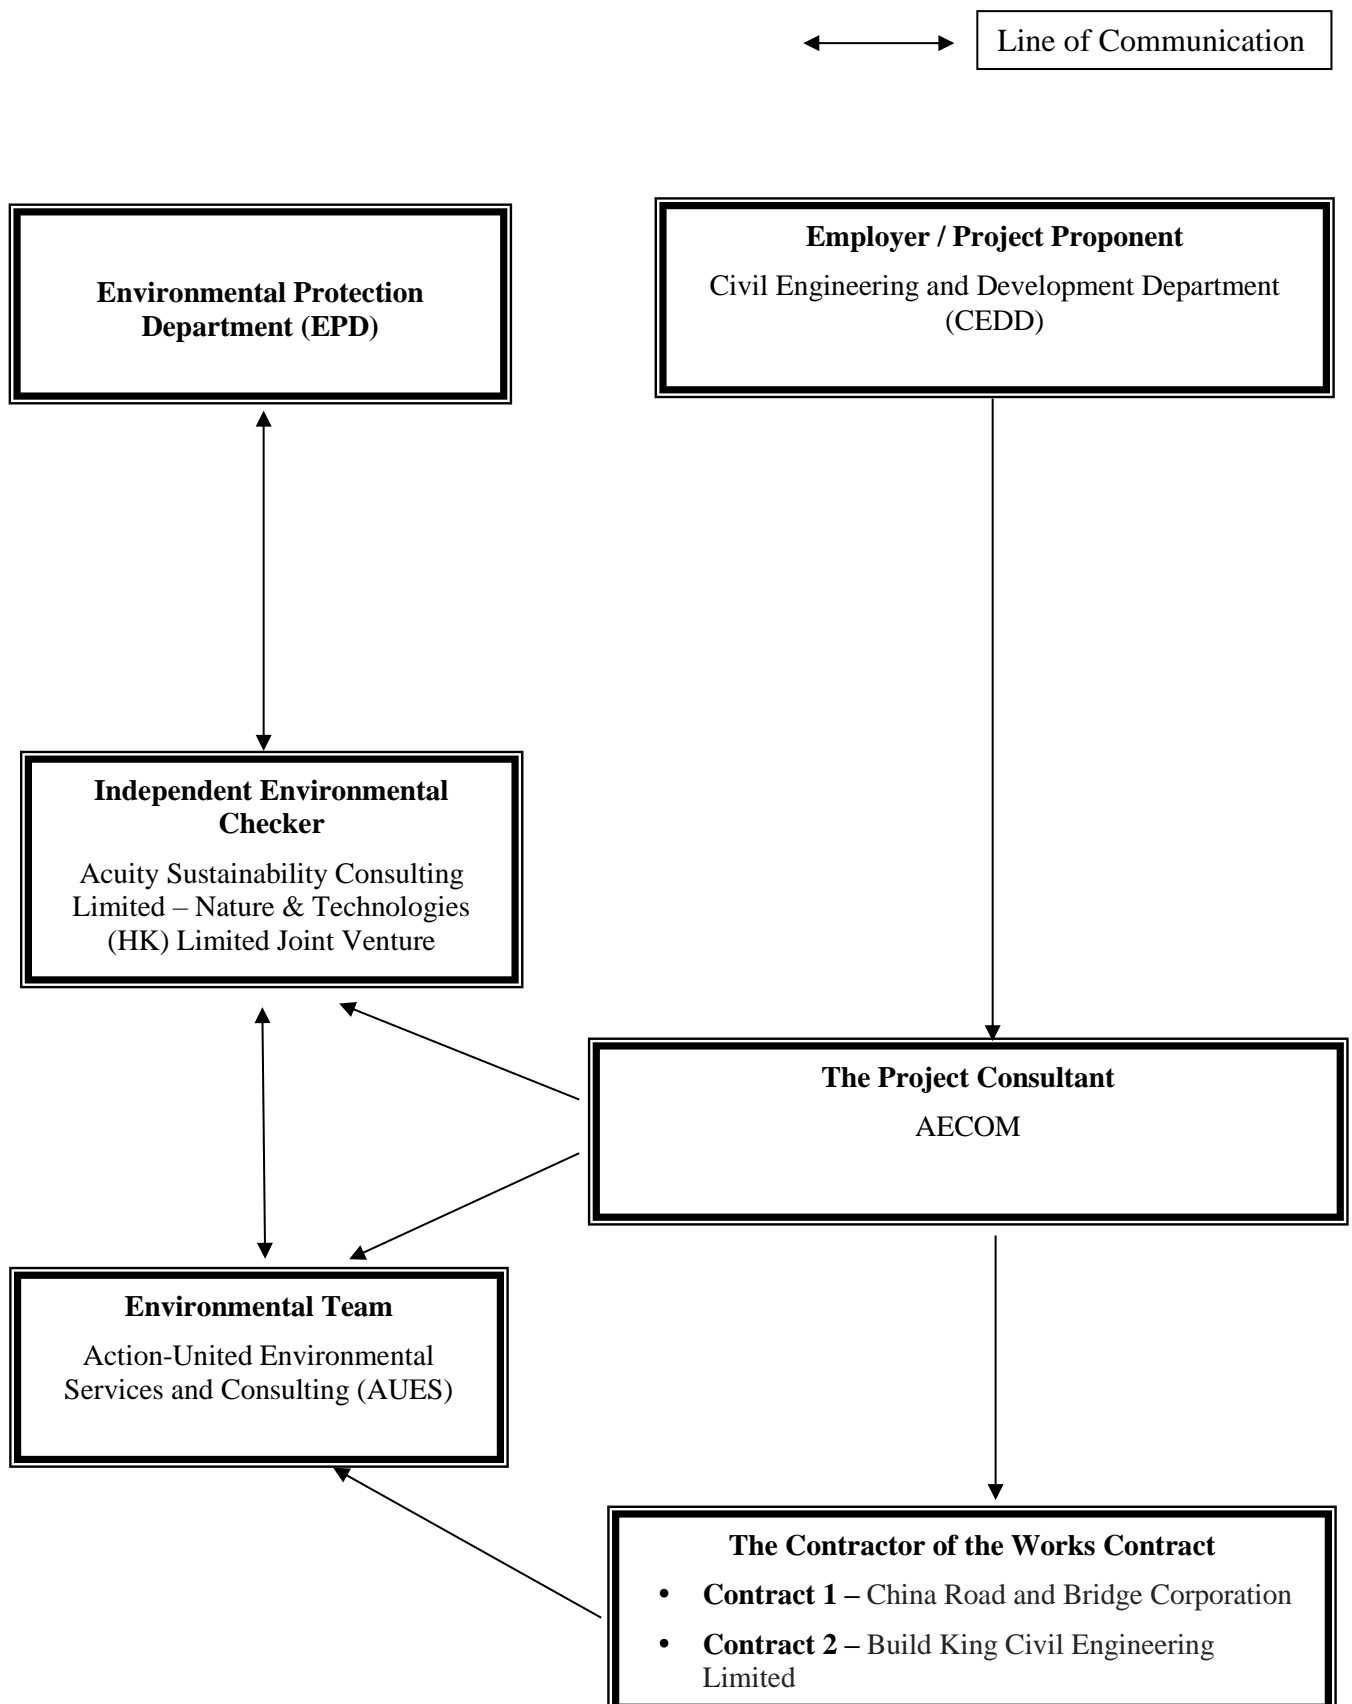 Line of Communication
Environmental Protection
Department (EPD)
Employer / Project Proponent
Civil Engineering and Development Department
(CEDD)
Independent Environmental
Checker
Acuity Sustainability Consulting
Limited – Nature & Technologies
(HK) Limited Joint Venture
The Project Consultant
AECOM
Environmental Team
Action-United Environmental
Services and Consulting (AUES)
The Contractor of the Works Contract
• Contract 1 – China Road and Bridge Corporation
• Contract 2 – Build King Civil Engineering
Limited